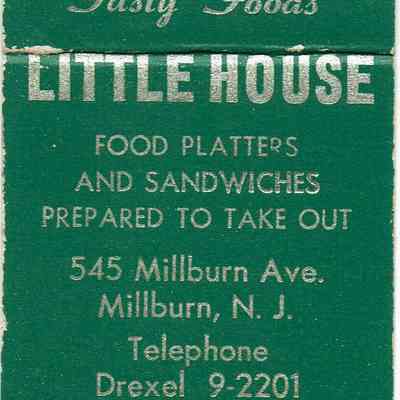 Tasty Foods
LITTLE HOUSE
FOOD PLATTERS
AND SANDWICHES
PREPARED TO TAKE OUT
545 Millburn Ave.
Millburn, N. J.
Telephone
Drexel 9-2201